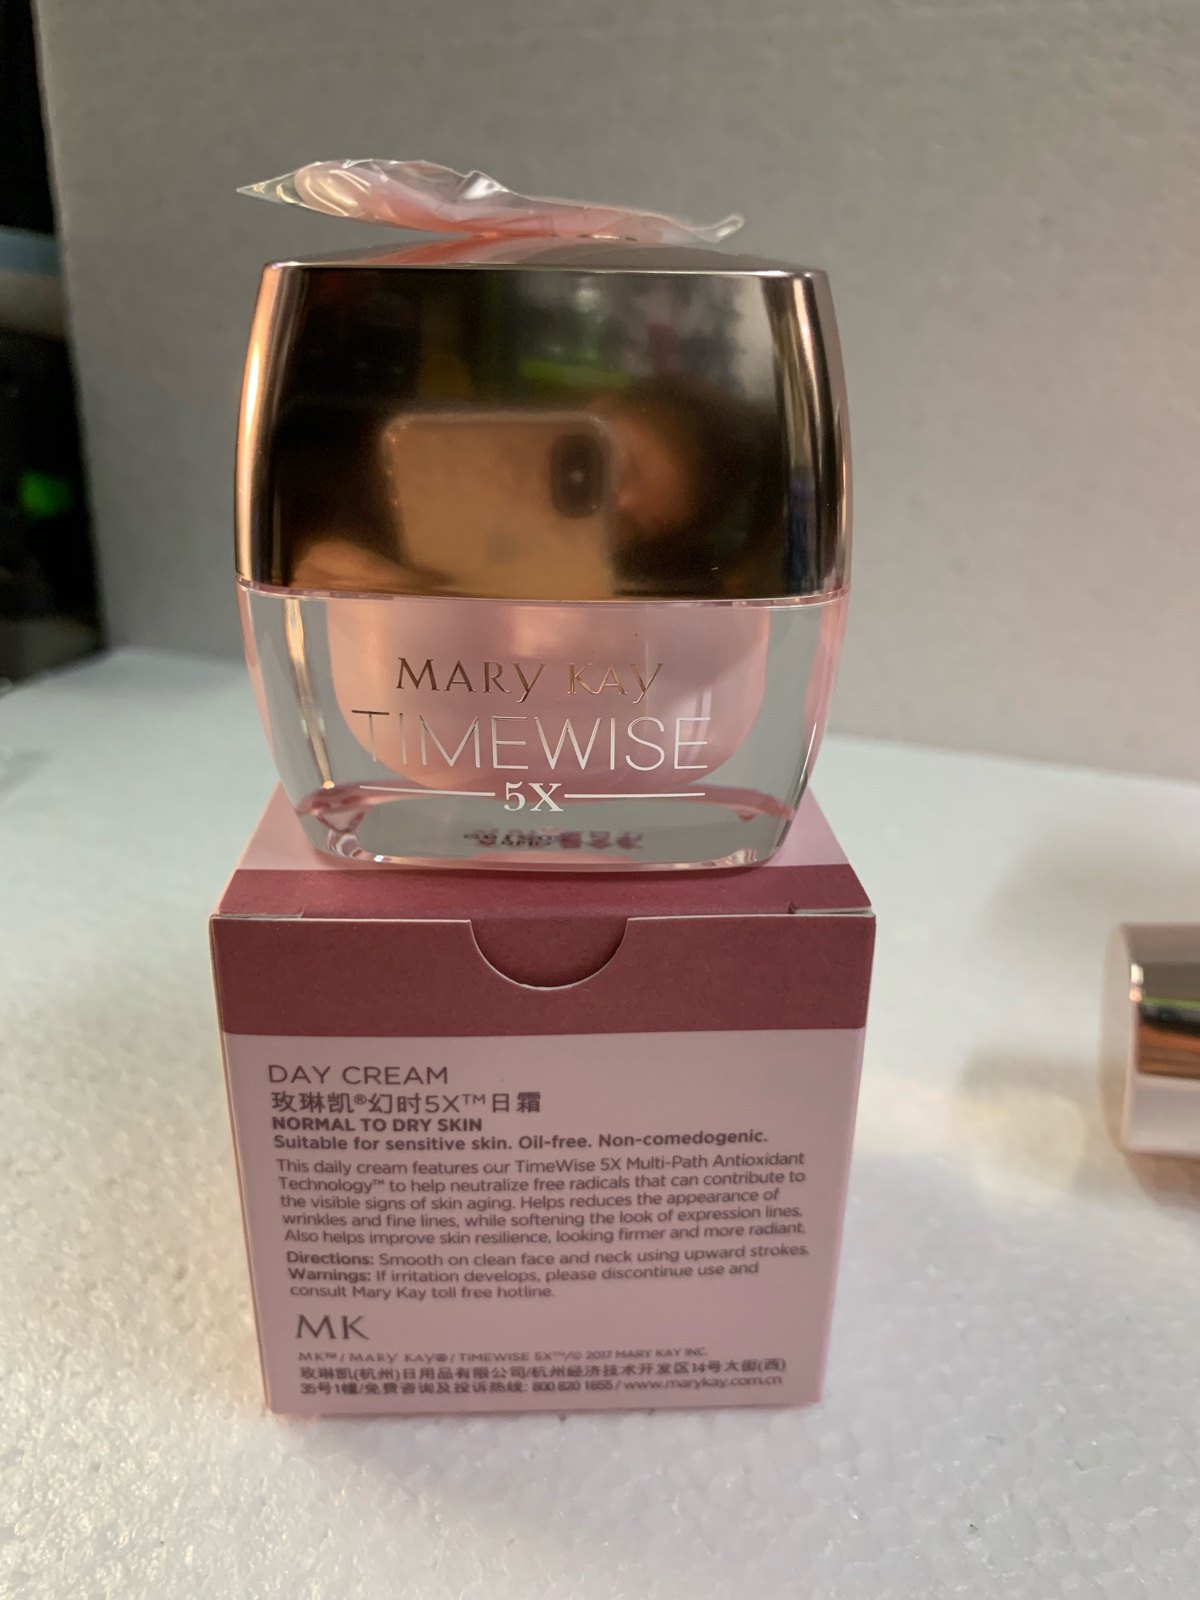 MARY KAY
TIMEWISE
5X
净含量
DAY CREAM
玫琳凯®幻时5X™日霜
NORMAL TO DRY SKIN
Suitable for sensitive skin. Oil-free. Non-comedogenic.
This daily cream features our TimeWise 5X Multi-Path Antioxidant
Technology™ to help neutralize free radicals that can contribute to
the visible signs of skin aging. Helps reduces the appearance of
wrinkles and fine lines, while softening the look of expression lines.
Also helps improve skin resilience, looking firmer and more radiant.
Directions: Smooth on clean face and neck using upward strokes.
Warnings: If irritation develops, please discontinue use and
consult Mary Kay toll free hotline.
MK
MK™/MARY KAY®/TIMEWISE 5X™/© 2017 MARY KAY INC.
玫琳凯(杭州)日用品有限公司/杭州经济技术开发区14号大街(西)
35号1幢/免费咨询及投诉热线: 800 820 1655/www.marykay.com.cn